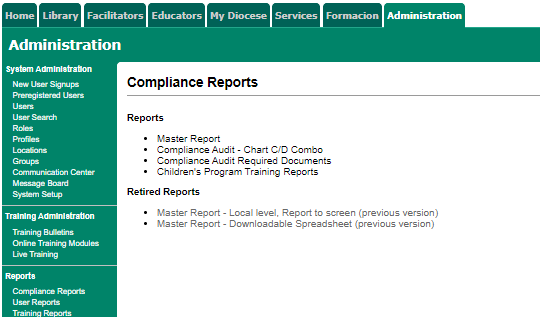 Home Library Facilitators Educators My Diocese Services Formacion Administration
Administration
System Administration
New User Signups
Preregistered Users
Users
User Search
Roles
Profiles
Locations
Groups
Communication Center
Message Board
System Setup
Training Administration
Training Bulletins
Online Training Modules
Live Training
Reports
Compliance Reports
User Reports
Training Reports
Compliance Reports
Reports
• Master Report
• Compliance Audit - Chart C/D Combo
• Compliance Audit Required Documents
• Children's Program Training Reports
Retired Reports
• Master Report - Local level, Report to screen (previous version)
• Master Report - Downloadable Spreadsheet (previous version)